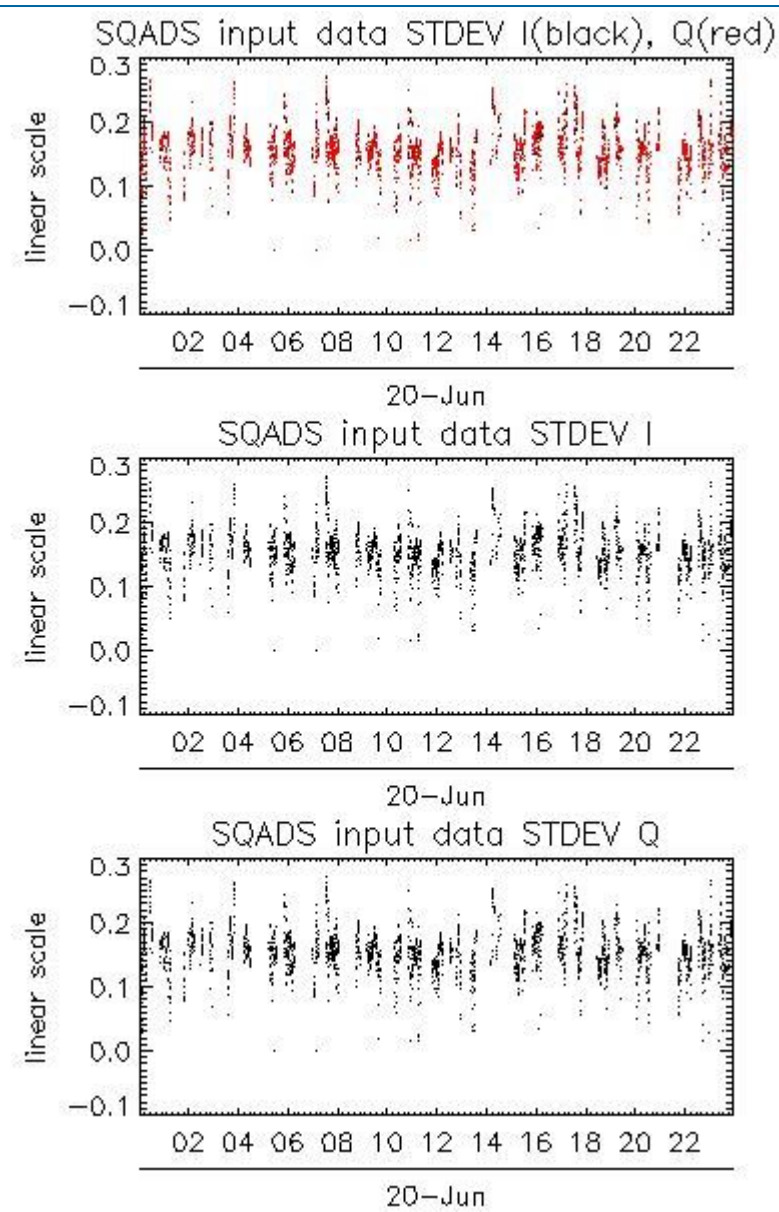 SQADS input data STDEV I(black), Q(red)
0.3
0.2
0.1
0.0
-0.1
linear scale
02 04 06 08 10 12 14 16 18 20 22
20-Jun
SQADS input data STDEV I
0.3
0.2
0.1
0.0
-0.1
linear scale
02 04 06 08 10 12 14 16 18 20 22
20-Jun
SQADS input data STDEV Q
0.3
0.2
0.1
0.0
-0.1
linear scale
02 04 06 08 10 12 14 16 18 20 22
20-Jun